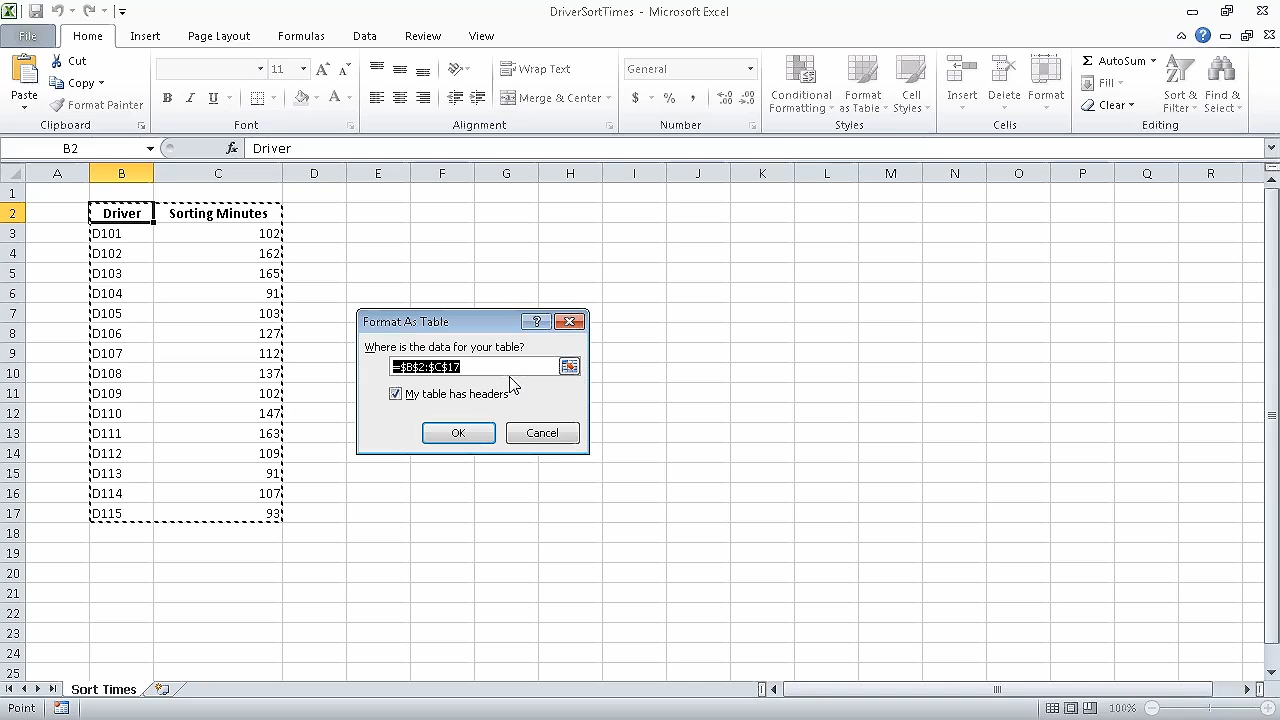 DriverSortTimes - Microsoft Excel
File Home Insert Page Layout Formulas Data Review View
Paste
Cut
Copy
Format Painter
Clipboard
11
A A
B I U A
Font
Wrap Text
Merge & Center
Alignment
General
$ % ,
Number
Conditional Formatting
Format as Table
Cell Styles
Styles
Insert
Delete
Format
Cells
Σ AutoSum
Fill
Clear
Sort & Filter
Find & Select
Editing
B2 fx Driver
A B C D E F G H I J K L M N O P Q R
1
2 Driver Sorting Minutes
3 D101 102
4 D102 162
5 D103 165
6 D104 91
7 D105 103
8 D106 127
9 D107 112
10 D108 137
11 D109 102
12 D110 147
13 D111 163
14 D112 109
15 D113 91
16 D114 107
17 D115 93
18
19
20
21
22
23
24
25
Format As Table
Where is the data for your table?
=$B$2:$C$17
My table has headers
OK Cancel
Sort Times
Point 100%